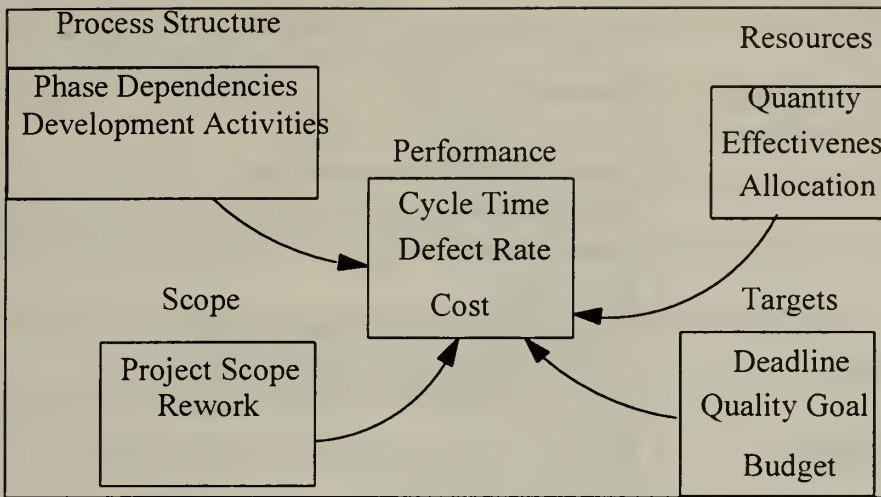 Process Structure
Phase Dependencies
Development Activities
Resources
Quantity
Effectivenes
Allocation
Performance
Cycle Time
Defect Rate
Cost
Scope
Project Scope
Rework
Targets
Deadline
Quality Goal
Budget